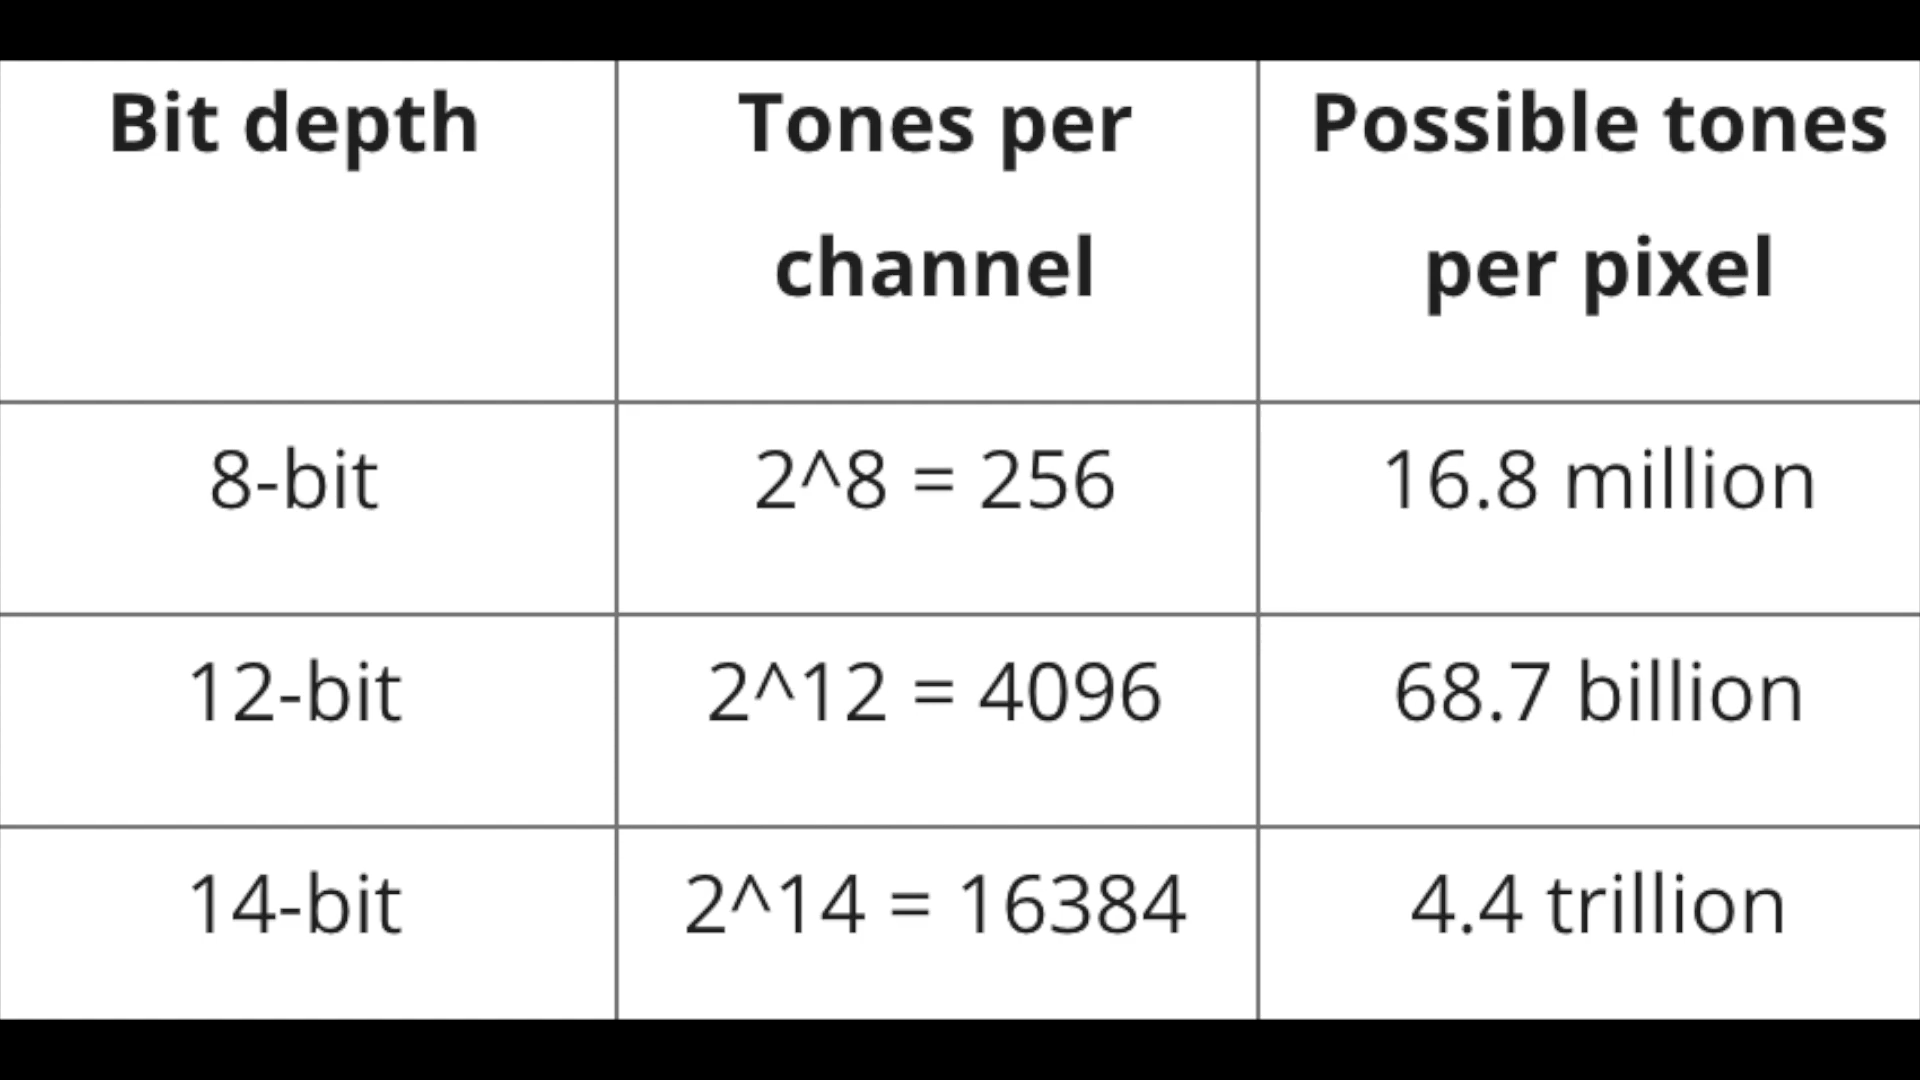 Bit depth
Tones per
channel
Possible tones
per pixel
8-bit
2^8 = 256
16.8 million
12-bit
2^12 = 4096
68.7 billion
14-bit
2^14 = 16384
4.4 trillion